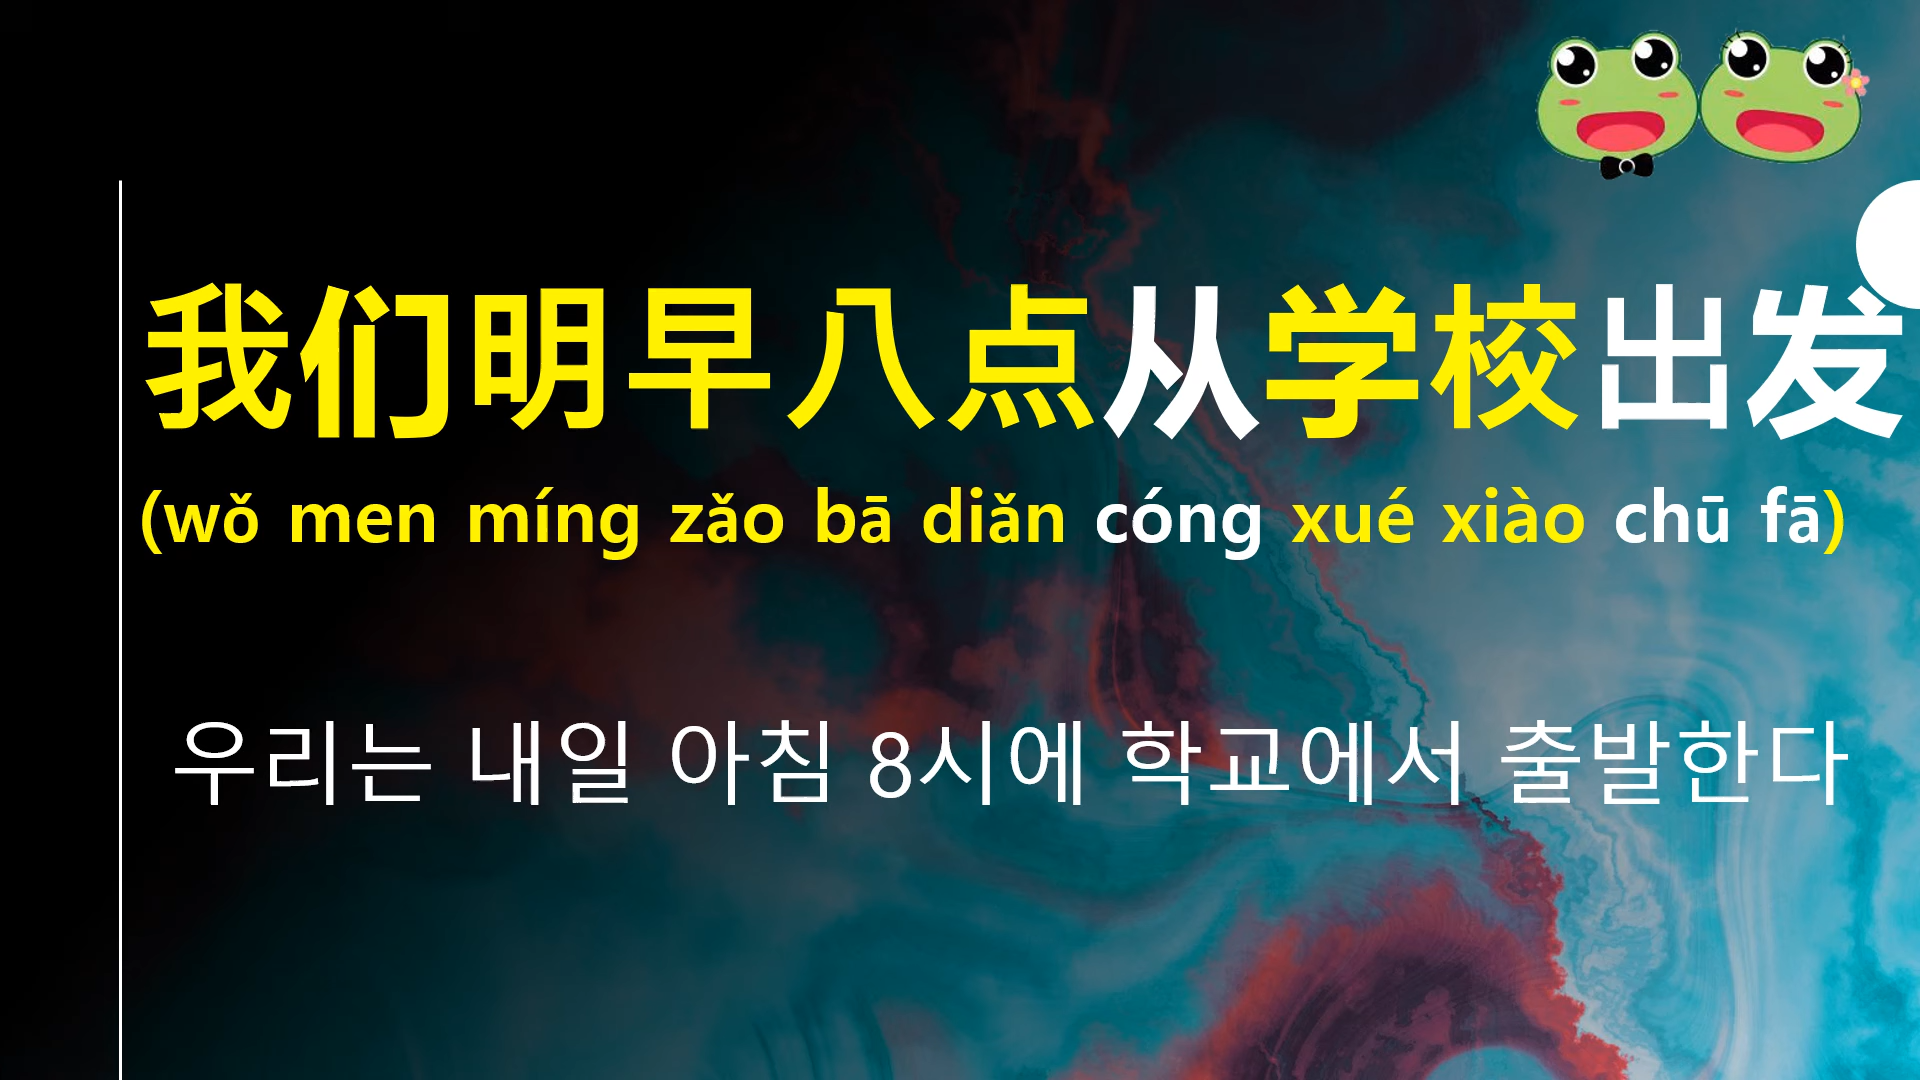 我们明早八点从学校出发
(wǒ men míng zǎo bā diǎn cóng xué xiào chū fā)
우리는 내일 아침 8시에 학교에서 출발한다